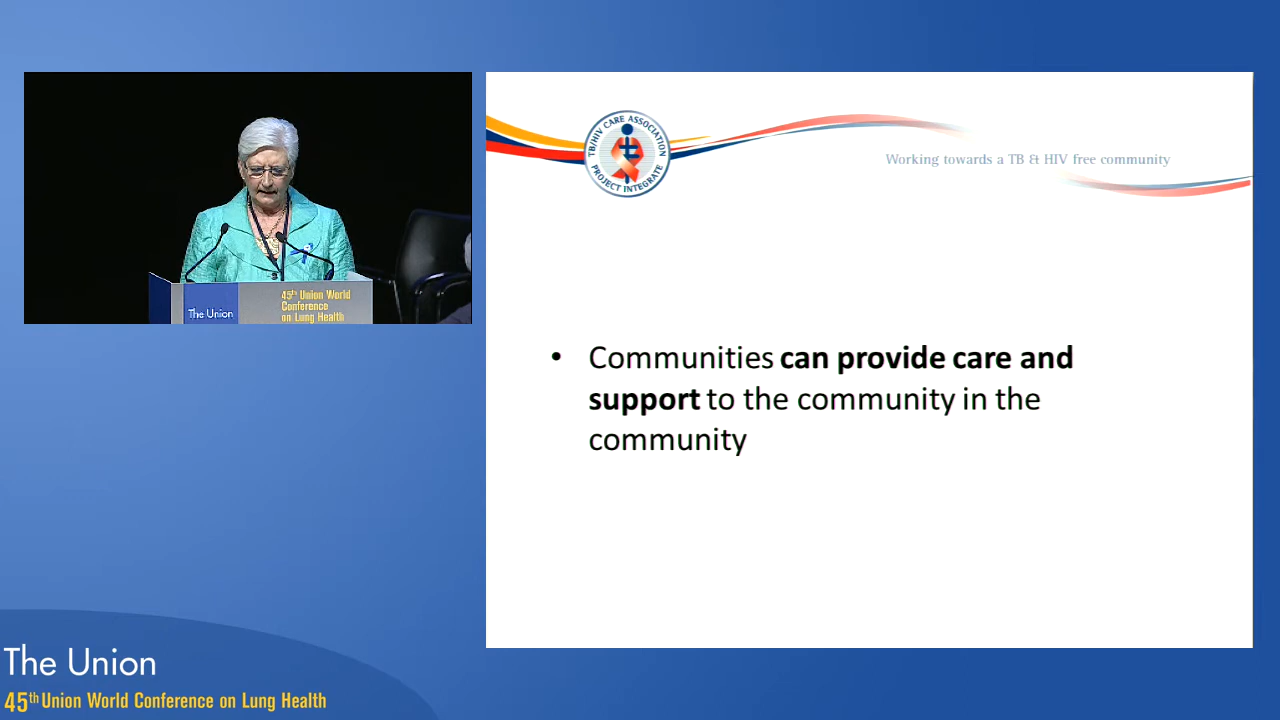 The Union
45th Union World
Conference
on Lung Health
TB/HIV CARE ASSOCIATION
PROJECT INTEGRATE
Working towards a TB & HIV free community
• Communities can provide care and
support to the community in the
community
The Union
45th Union World Conference on Lung Health